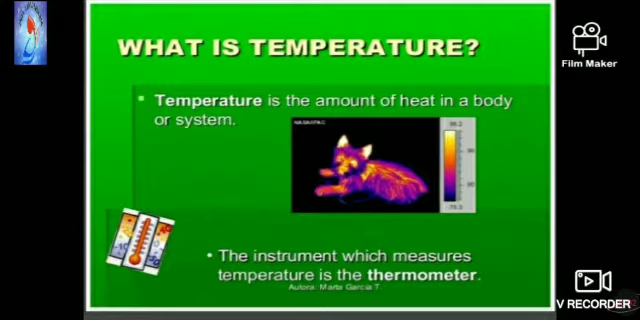 WHAT IS TEMPERATURE?
Film Maker
Temperature is the amount of heat in a body
or system.
NASA/IPAC
The instrument which measures
temperature is the thermometer.
Autora: Marta García T.
V RECORDER